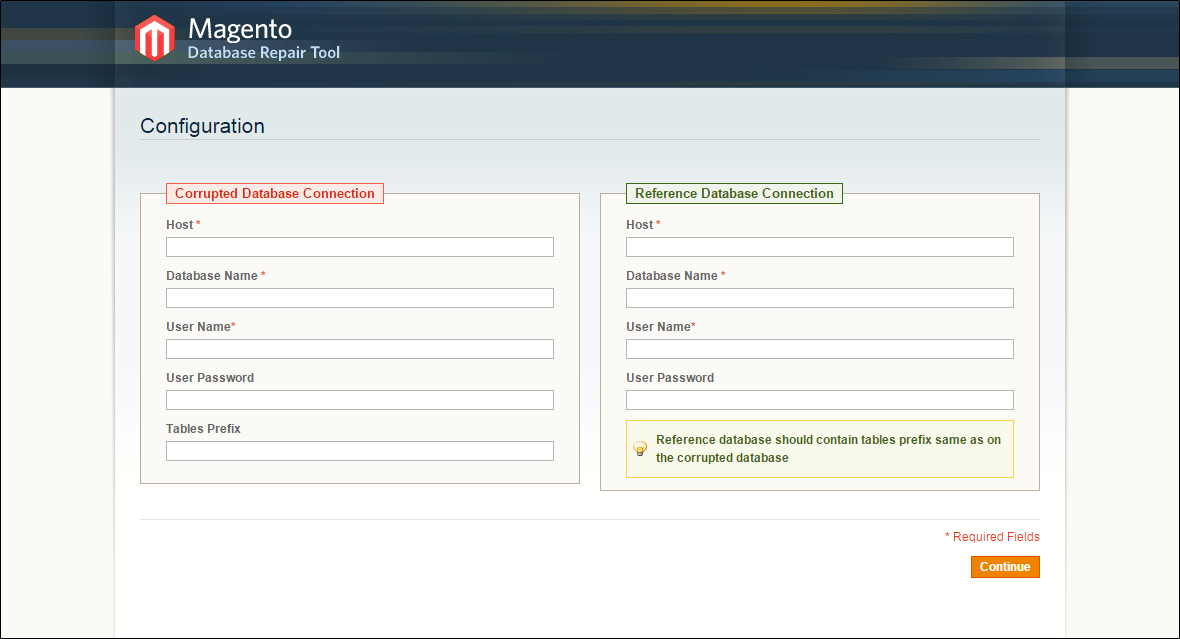 Magento
Database Repair Tool
Configuration
Corrupted Database Connection
Host *
Database Name *
User Name*
User Password
Tables Prefix
Reference Database Connection
Host *
Database Name *
User Name*
User Password
Reference database should contain tables prefix same as on
the corrupted database
* Required Fields
Continue